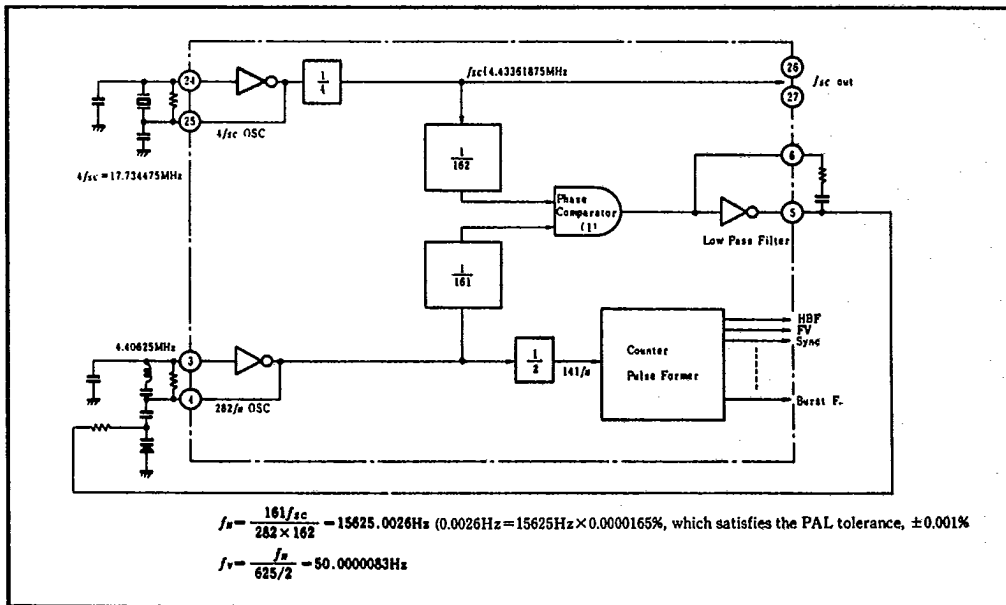 24
1
4
fsc(4.43361875MHz
26
fsc out
27
25
4fsc OSC
4fsc=17.734475MHz
1
162
6
Phase
Comparator
(1)
5
Low Pass Filter
1
161
4.40625MHz
3
1
2
141fH
Counter
Pulse Former
HBF
FV
Sync
4
282fH OSC
Burst F.
fH= 161fsc / 282×162 =15625.0026Hz (0.0026Hz=15625Hz×0.0000165%, which satisfies the PAL tolerance, ±0.001%
fV= fH / 625/2 =50.0000083Hz